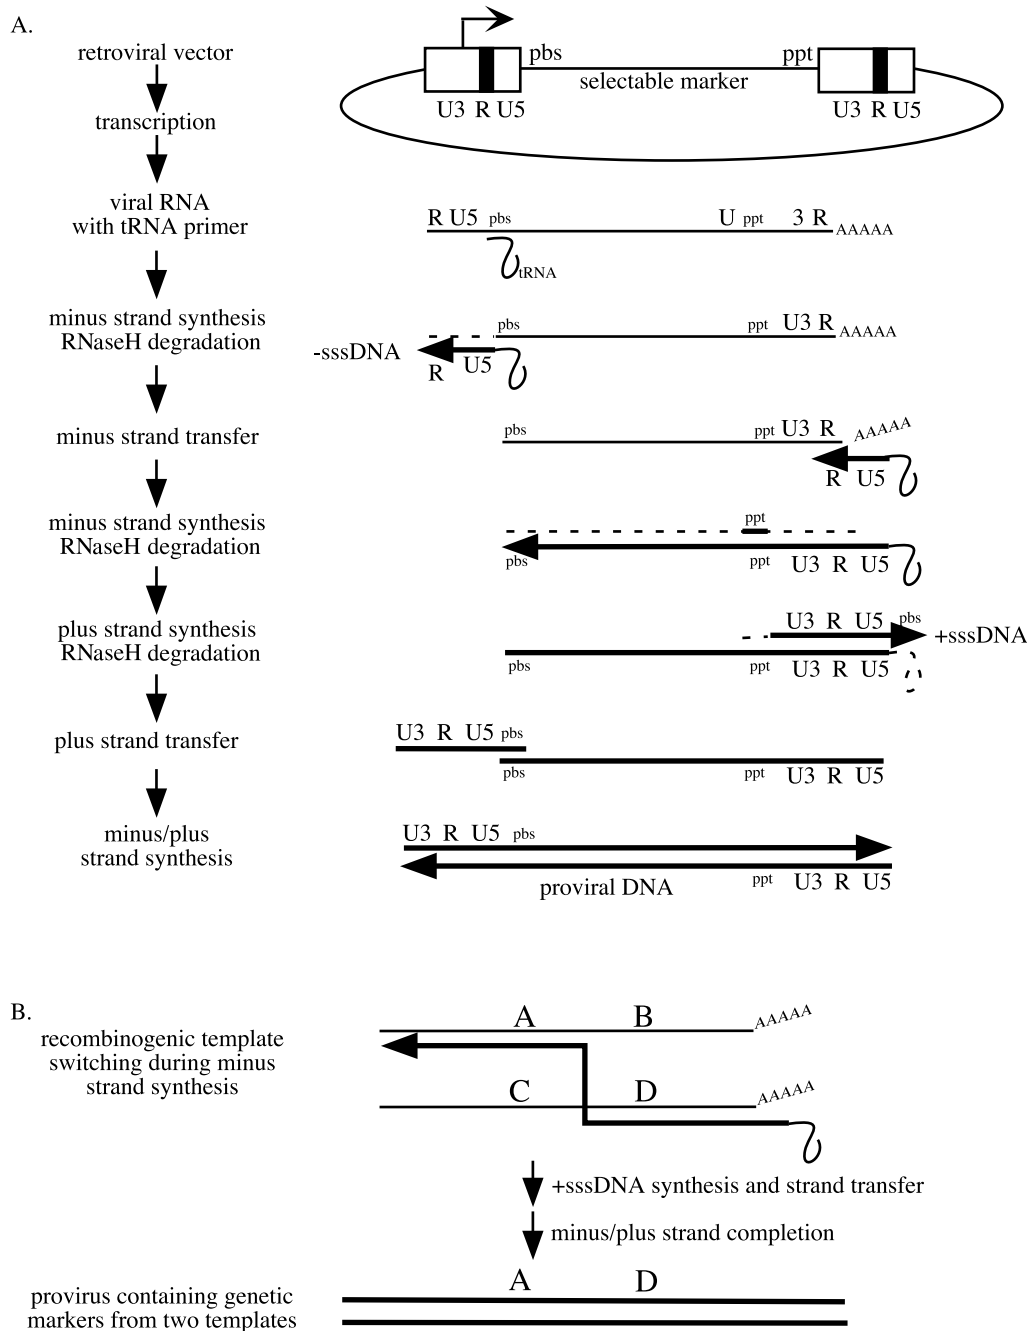 A.
retroviral vector
pbs
ppt
selectable marker
U3 R U5
U3 R U5
transcription
viral RNA
with tRNA primer
R U5 pbs
U ppt 3 R AAAAA
tRNA
minus strand synthesis
RNaseH degradation
pbs
ppt U3 R AAAAA
-sssDNA
R U5
minus strand transfer
pbs
ppt U3 R AAAAA
R U5
minus strand synthesis
RNaseH degradation
ppt
pbs
ppt U3 R U5
plus strand synthesis
RNaseH degradation
U3 R U5 pbs
+sssDNA
pbs
ppt U3 R U5
plus strand transfer
U3 R U5 pbs
pbs
ppt U3 R U5
minus/plus
strand synthesis
U3 R U5 pbs
proviral DNA
ppt U3 R U5
B.
recombinogenic template
switching during minus
strand synthesis
A B AAAAA
C D AAAAA
+sssDNA synthesis and strand transfer
minus/plus strand completion
A D
provirus containing genetic
markers from two templates